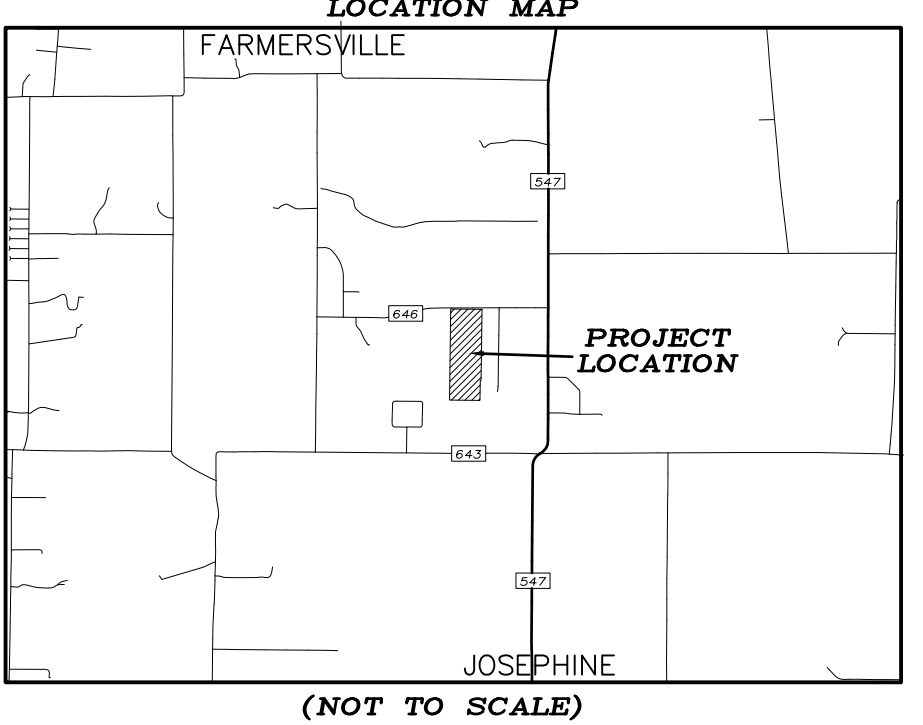 LOCATION MAP
FARMERSVILLE
547
646
PROJECT
LOCATION
643
547
JOSEPHINE
(NOT TO SCALE)